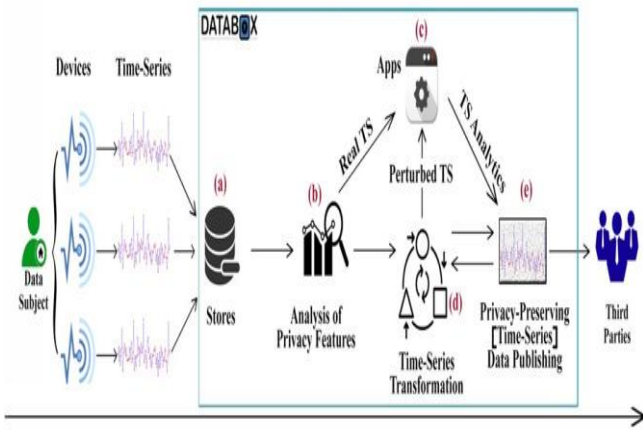 DATABOX
(c)
Devices
Time-Series
Apps
Real TS
TS Analytics
Perturbed TS
(a)
(b)
(e)
(d)
Data
Subject
Stores
Analysis of
Privacy Features
Time-Series
Transformation
Privacy-Preserving
[Time-Series]
Data Publishing
Third
Parties